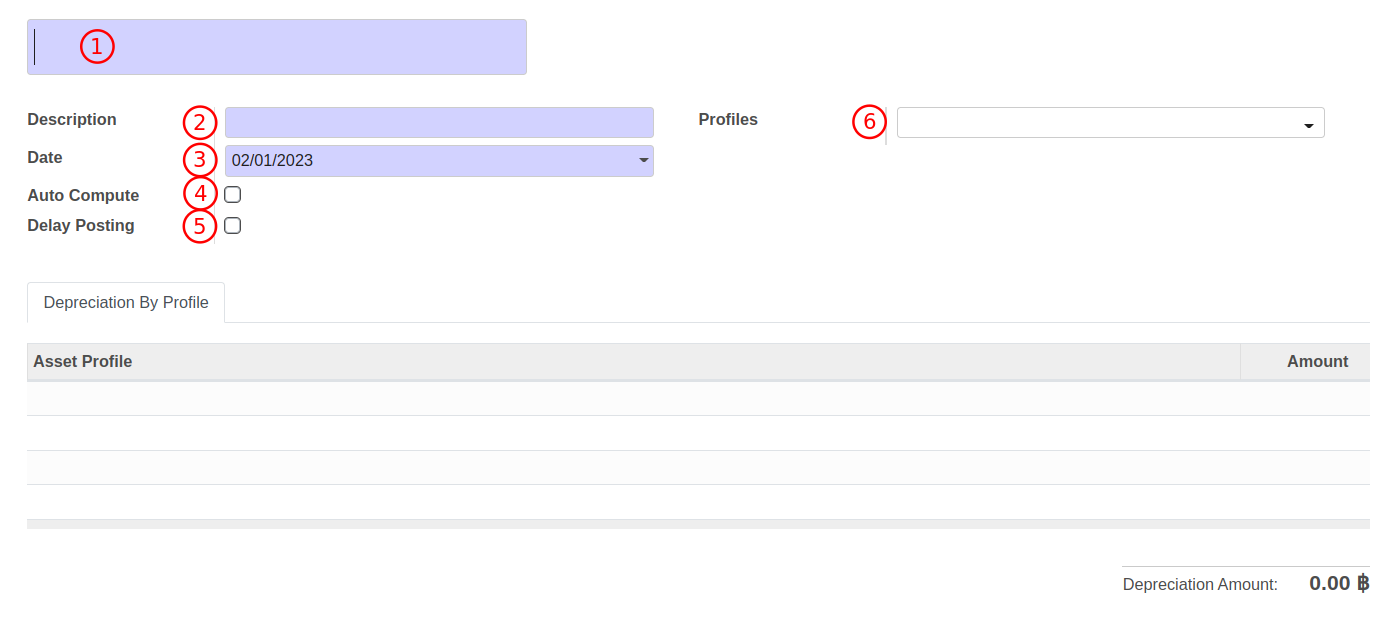 1
Description 2
Profiles 6
Date 3 02/01/2023
Auto Compute 4
Delay Posting 5
Depreciation By Profile
Asset Profile Amount
Depreciation Amount: 0.00 ฿